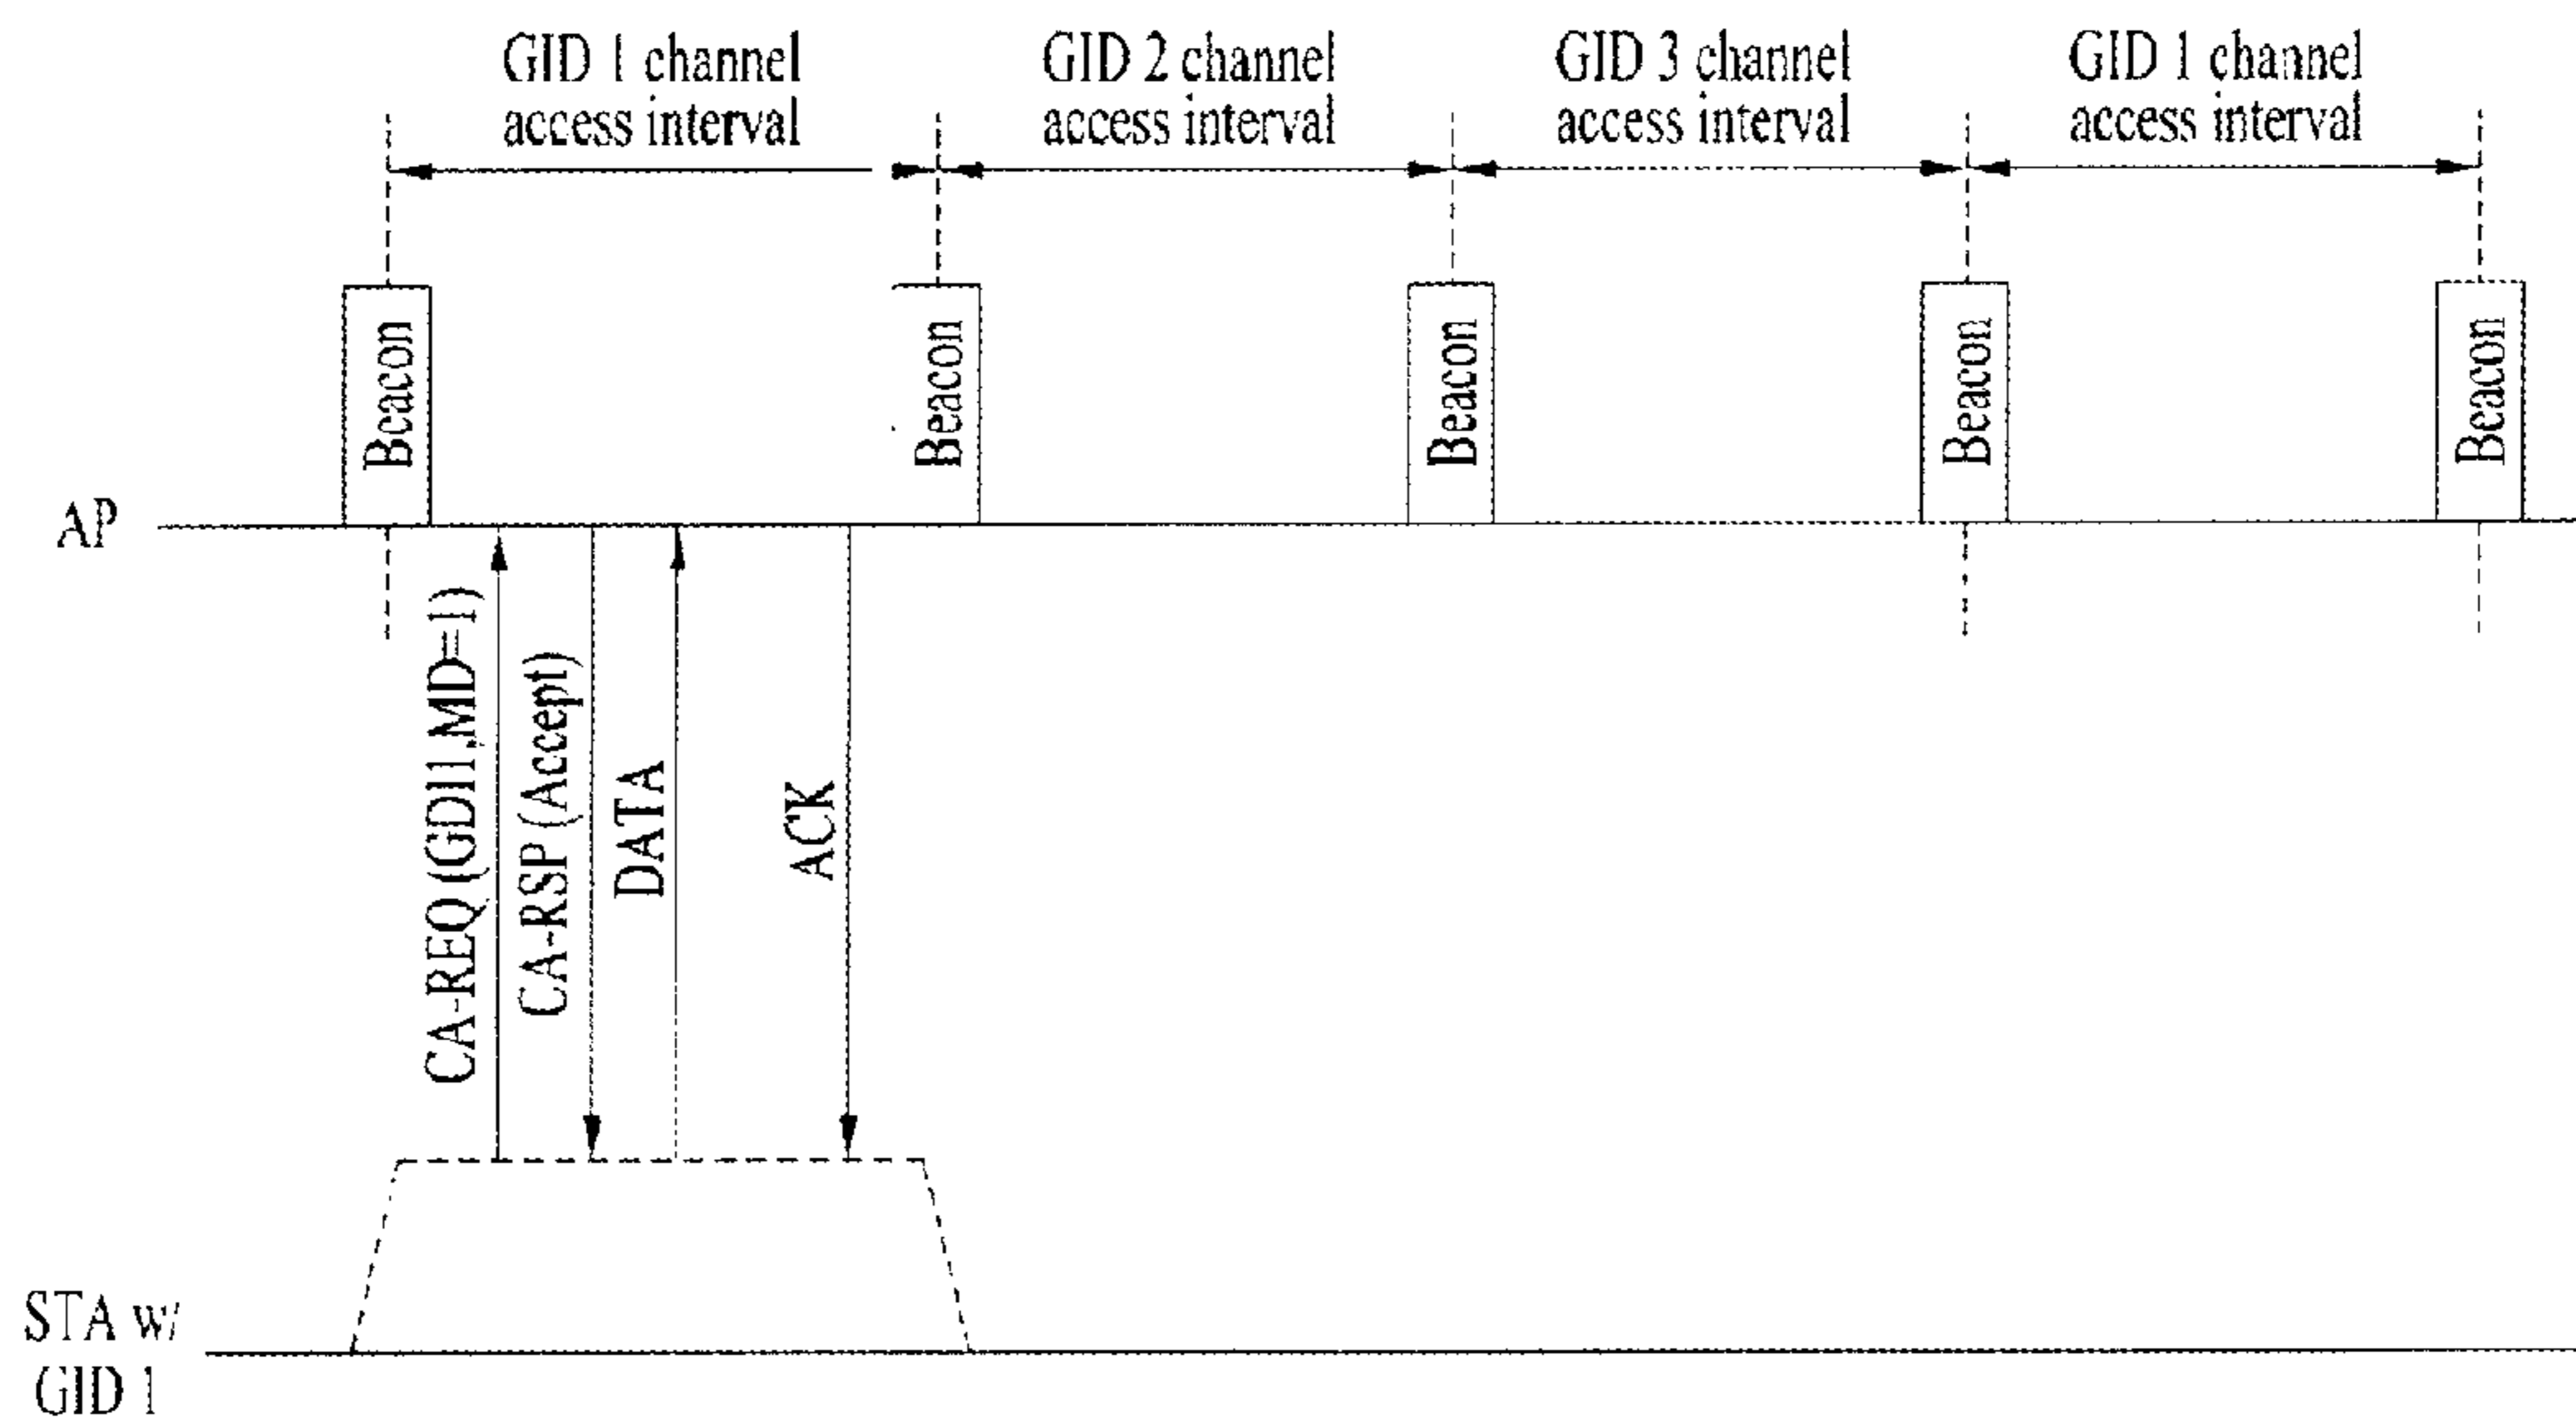 GID 1 channel
access interval
GID 2 channel
access interval
GID 3 channel
access interval
GID 1 channel
access interval
Beacon
Beacon
Beacon
Beacon
Beacon
AP
CA-REQ (GDI1,MD=1)
CA-RSP (Accept)
DATA
ACK
STA w/
GID 1